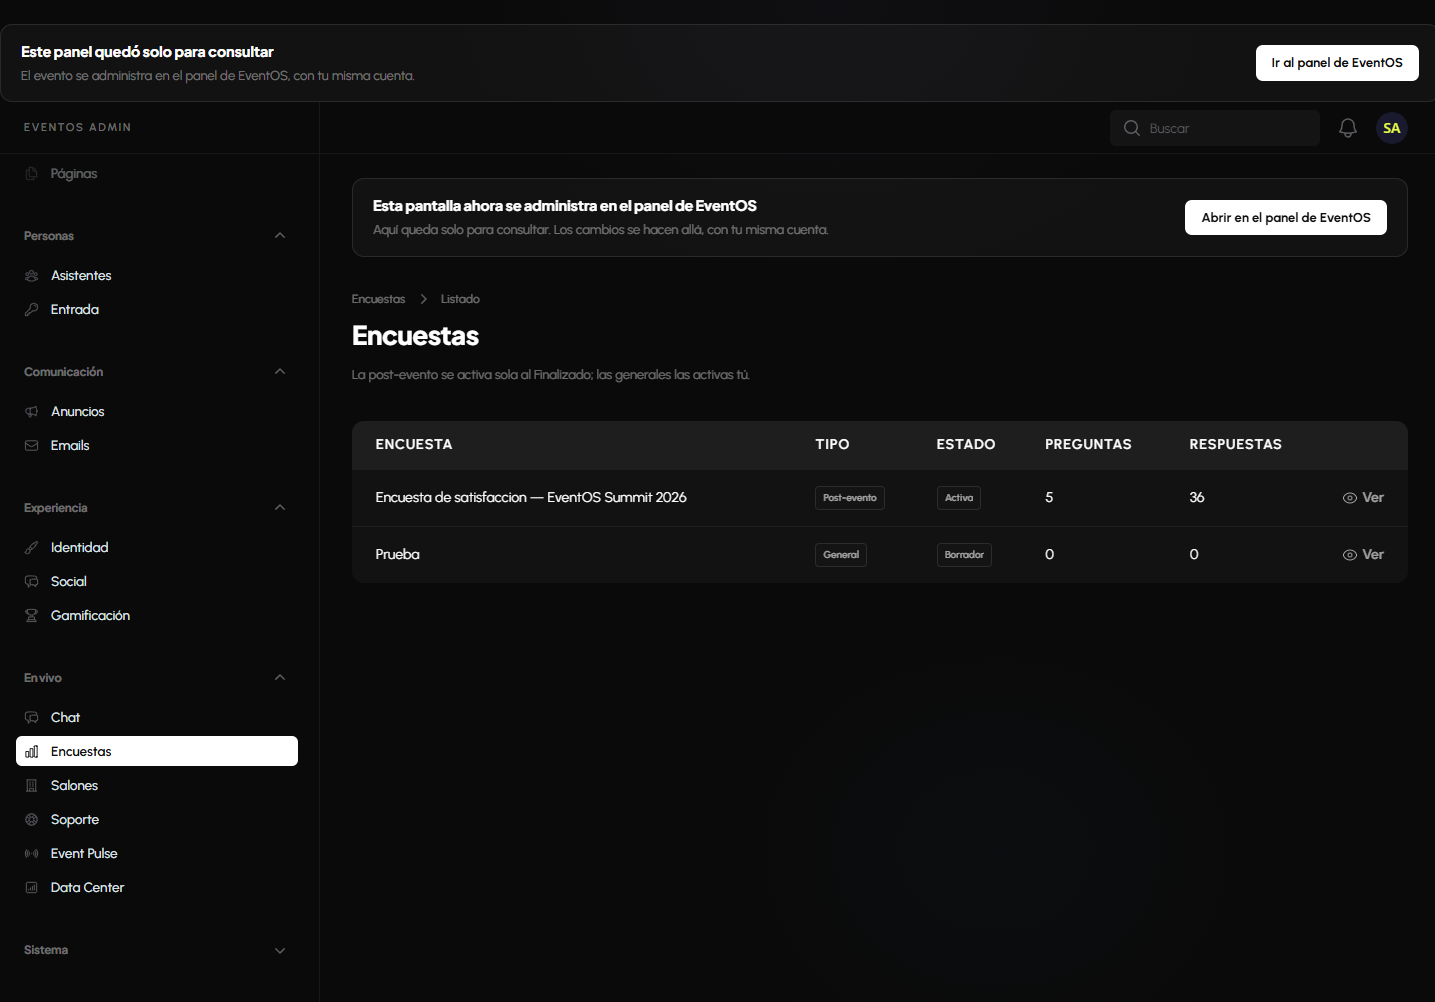 Este panel quedó solo para consultar
El evento se administra en el panel de EventOS, con tu misma cuenta.
Ir al panel de EventOS
EVENTOS ADMIN
Buscar
SA
Páginas
Personas
Asistentes
Entrada
Comunicación
Anuncios
Emails
Experiencia
Identidad
Social
Gamificación
En vivo
Chat
Encuestas
Salones
Soporte
Event Pulse
Data Center
Sistema
Esta pantalla ahora se administra en el panel de EventOS
Aquí queda solo para consultar. Los cambios se hacen allá, con tu misma cuenta.
Abrir en el panel de EventOS
Encuestas Listado
Encuestas
La post-evento se activa sola al Finalizado; las generales las activas tú.
ENCUESTA TIPO ESTADO PREGUNTAS RESPUESTAS
Encuesta de satisfaccion — EventOS Summit 2026 Post-evento Activa 5 36 Ver
Prueba General Borrador 0 0 Ver